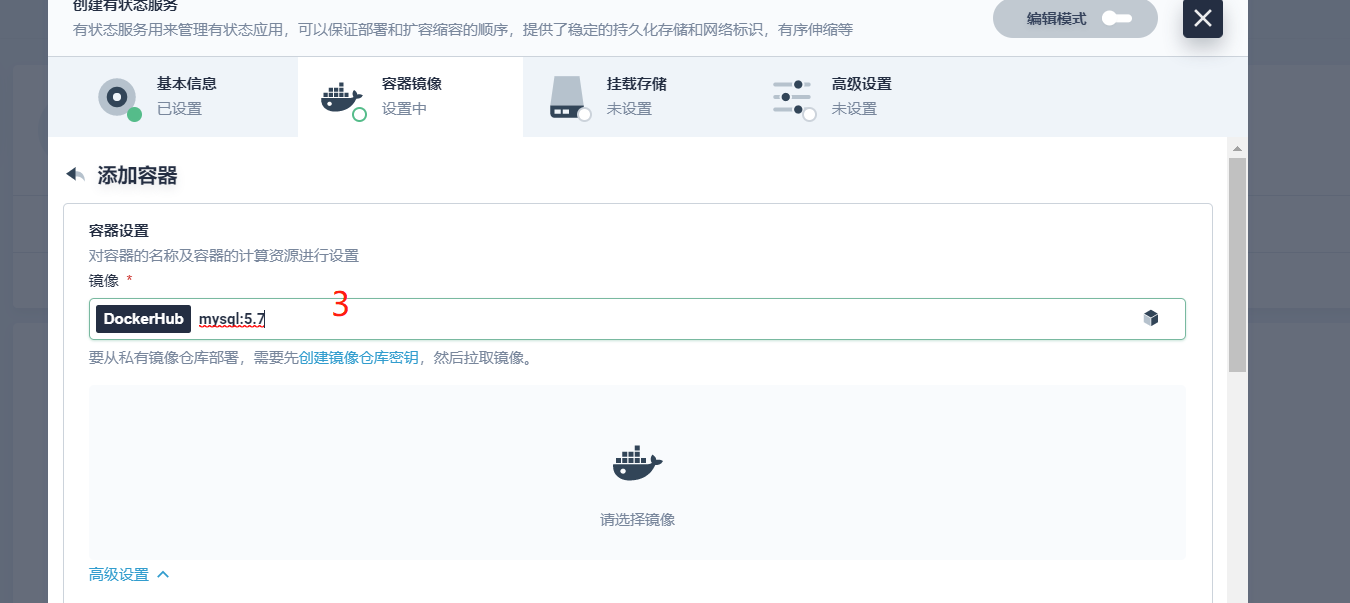 创建有状态服务
有状态服务用来管理有状态应用，可以保证部署和扩容缩容的顺序，提供了稳定的持久化存储和网络标识，有序伸缩等
编辑模式
基本信息
已设置
容器镜像
设置中
挂载存储
未设置
高级设置
未设置
添加容器
容器设置
对容器的名称及容器的计算资源进行设置
镜像 *
3
DockerHub mysql:5.7
要从私有镜像仓库部署，需要先创建镜像仓库密钥，然后拉取镜像。
请选择镜像
高级设置